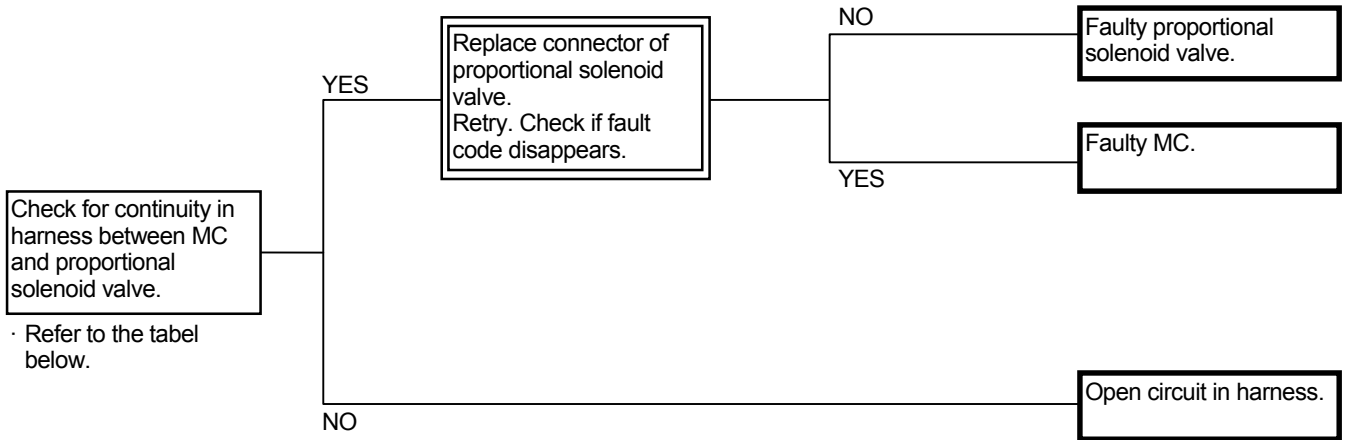 Check for continuity in
harness between MC
and proportional
solenoid valve.
· Refer to the tabel
below.
YES
NO
Replace connector of
proportional solenoid
valve.
Retry. Check if fault
code disappears.
NO
YES
Faulty proportional
solenoid valve.
Faulty MC.
Open circuit in harness.